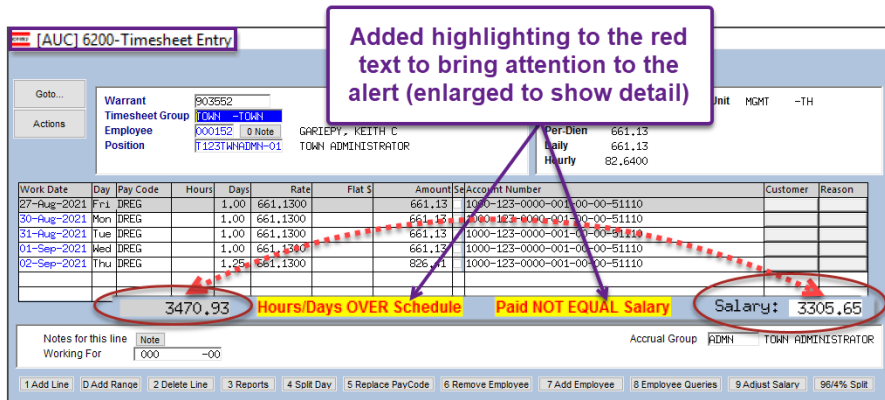 [AUC] 6200-Timesheet Entry
Added highlighting to the red
text to bring attention to the
alert (enlarged to show detail)
Goto...
Actions
Warrant 903552
Timesheet Group TOWN -TOWN
Employee 000152 0 Note GARIEPY, KEITH C
Position T123TWNADMN-01 TOWN ADMINISTRATOR
Unit MGMT -TH
Per-Dien 661.13
Daily 661.13
Hourly 82.6400
Work Date Day Pay Code Hours Days Rate Flat $ Amount Se Account Number Customer Reason
27-Aug-2021 Fri DREG 1.00 661.1300 661.13 1000-123-0000-001-00-00-51110
30-Aug-2021 Mon DREG 1.00 661.1300 661.13 1000-123-0000-001-00-00-51110
31-Aug-2021 Tue DREG 1.00 661.1300 661.13 1000-123-0000-001-00-00-51110
01-Sep-2021 Wed DREG 1.00 661.1300 661.13 1000-123-0000-001-00-00-51110
02-Sep-2021 Thu DREG 1.25 661.1300 826.41 1000-123-0000-001-00-00-51110
3470.93 Hours/Days OVER Schedule Paid NOT EQUAL Salary Salary: 3305.65
Notes for this line Note Accrual Group ADMN TOWN ADMINISTRATOR
Working For 000 -00
1 Add Line D Add Range 2 Delete Line 3 Reports 4 Split Day 5 Replace PayCode 6 Remove Employee 7 Add Employee 8 Employee Queries 9 Adjust Salary 96/4% Split